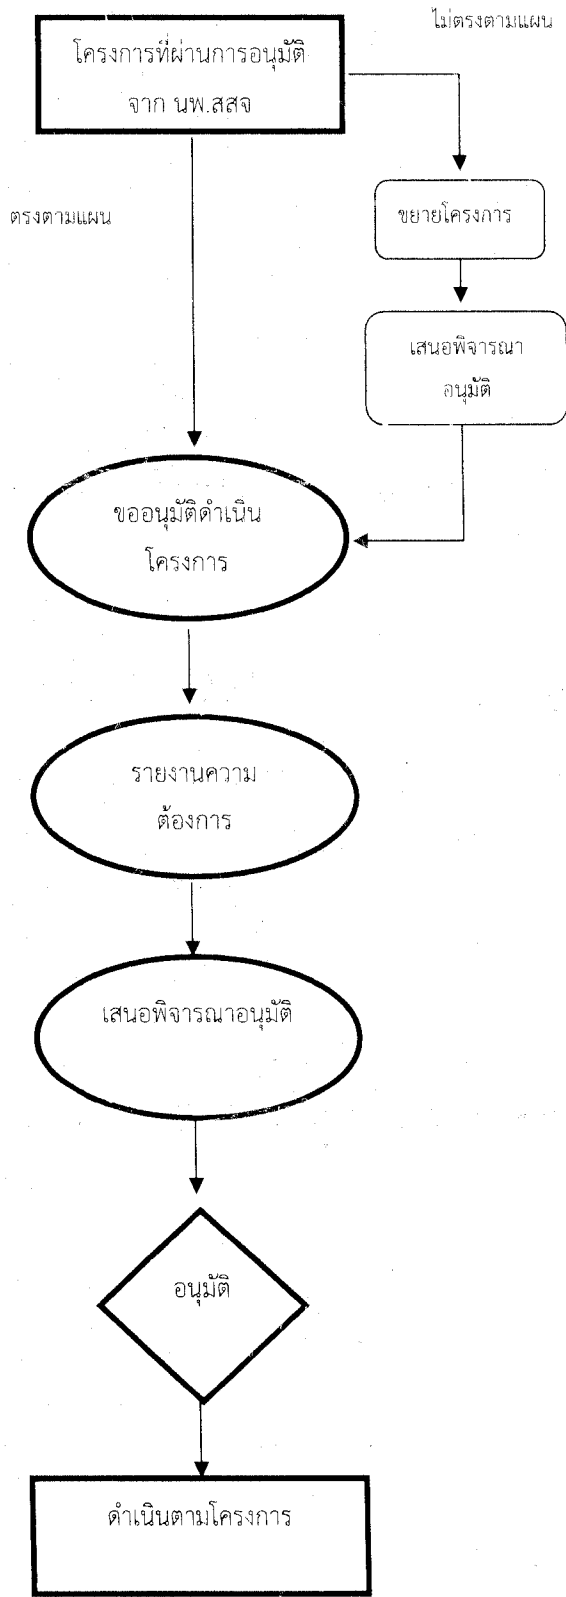 ไม่ตรงตามแผน
โครงการที่ผ่านการอนุมัติ
จาก นพ.สสจ
ตรงตามแผน
ขยายโครงการ
เสนอพิจารณา
อนุมัติ
ขออนุมัติดำเนิน
โครงการ
รายงานความ
ต้องการ
เสนอพิจารณาอนุมัติ
อนุมัติ
ดำเนินตามโครงการ